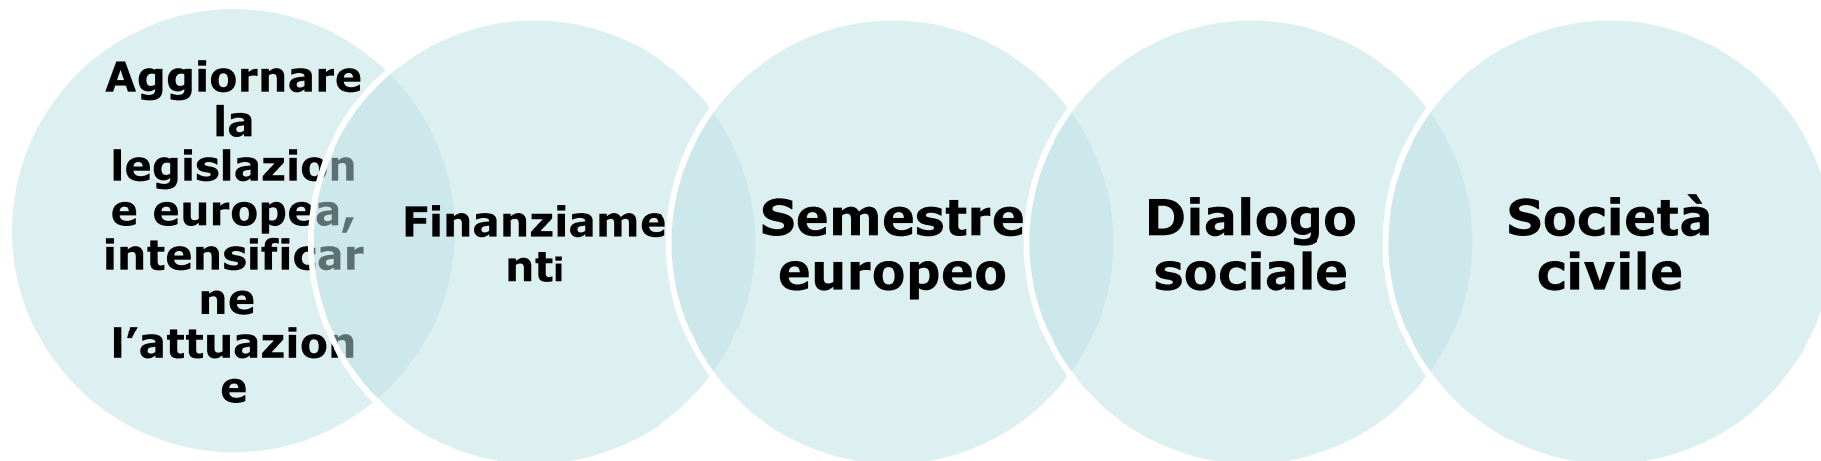 Aggiornare
la
legislazion
e europea,
intensificar
ne
l’attuazion
e
Finanziame
nti
Semestre
europeo
Dialogo
sociale
Società
civile